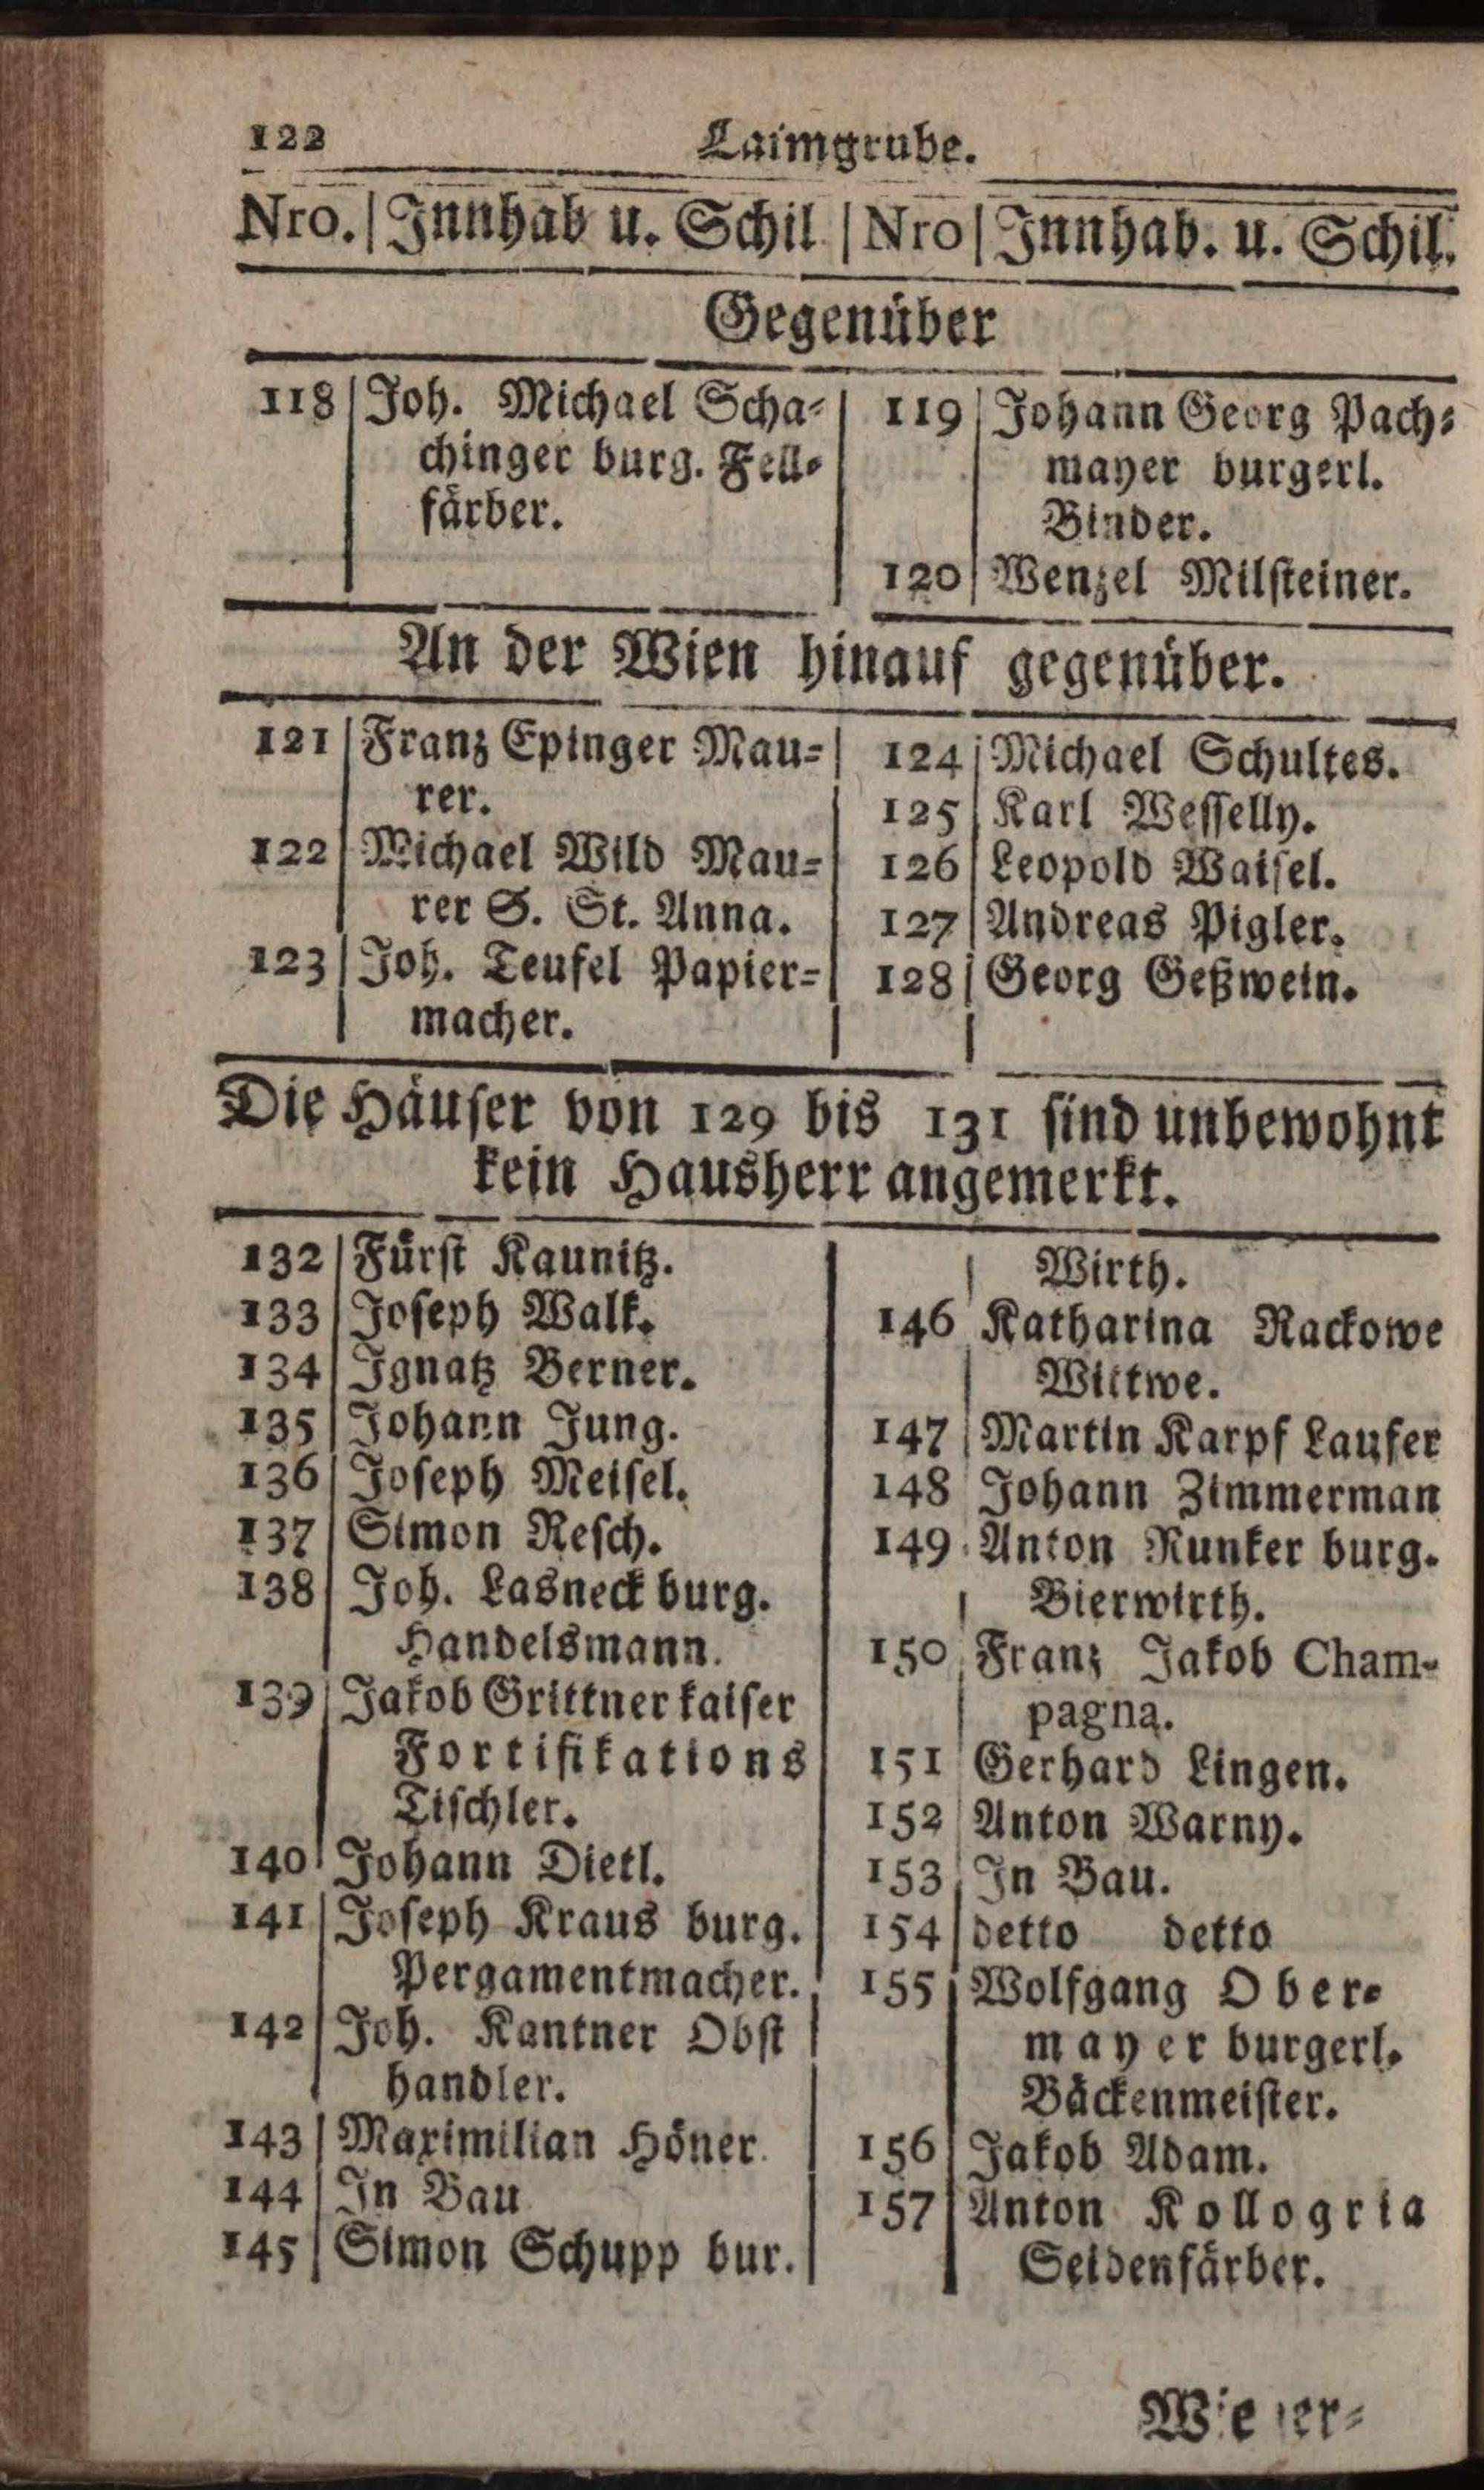 122 Laimgrube.
Nro. Innhab u. Schil Nro Innhab. u. Schil.
Gegenüber
118 Joh. Michael Scha-
chinger burg. Fell-
färber.
119 Johann Georg Pach-
mayer burgerl.
Binder.
120 Wenzel Milsteiner.
An der Wien hinauf gegenüber.
121 Franz Epinger Mau-
rer.
122 Michael Wild Mau-
rer S. St. Anna.
123 Joh. Teufel Papier-
macher.
124 Michael Schultes.
125 Karl Wesselly.
126 Leopold Waisel.
127 Andreas Pigler.
128 Georg Geßwein.
Die Häuser von 129 bis 131 sind unbewohnt
kein Hausherr angemerkt.
132 Fürst Kaunitz.
133 Joseph Walk.
134 Ignatz Berner.
135 Johann Jung.
136 Joseph Meisel.
137 Simon Resch.
138 Joh. Lasneck burg.
Handelsmann.
139 Jakob Grittner kaiser
Fortifikations
Tischler.
140 Johann Dietl.
141 Joseph Kraus burg.
Pergamentmacher.
142 Joh. Kantner Obst
handler.
143 Maximilian Höner.
144 In Bau
145 Simon Schupp bur.
Wirth.
146 Katharina Rackowe
Wittwe.
147 Martin Karpf Laufer
148 Johann Zimmerman
149 Anton Runker burg.
Bierwirth.
150 Franz Jakob Cham-
pagna.
151 Gerhard Lingen.
152 Anton Warny.
153 In Bau.
154 detto detto
155 Wolfgang Ober-
mayer burgerl.
Bäckenmeister.
156 Jakob Adam.
157 Anton Kollogria
Seidenfärber.